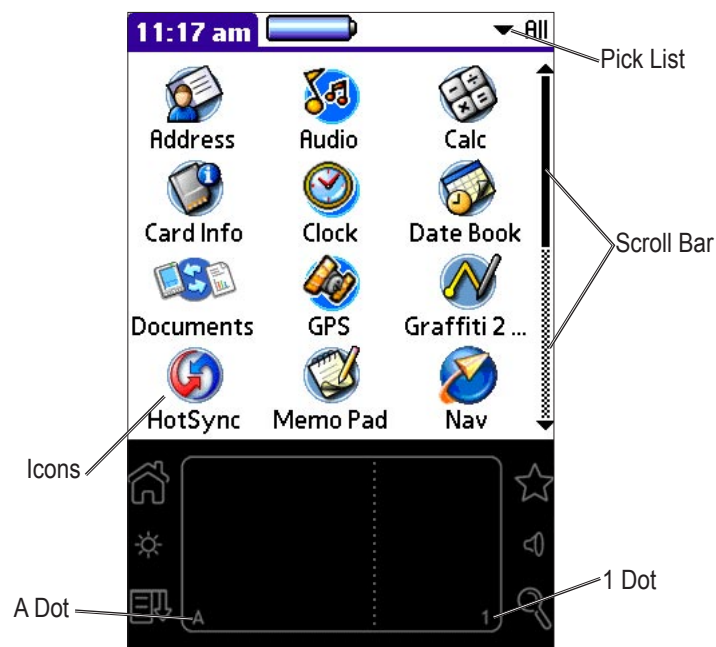 11:17 am All
Pick List
Address Audio Calc
Card Info Clock Date Book
Scroll Bar
Documents GPS Graffiti 2 ...
HotSync Memo Pad Nav
Icons
1 Dot
A Dot
A 1